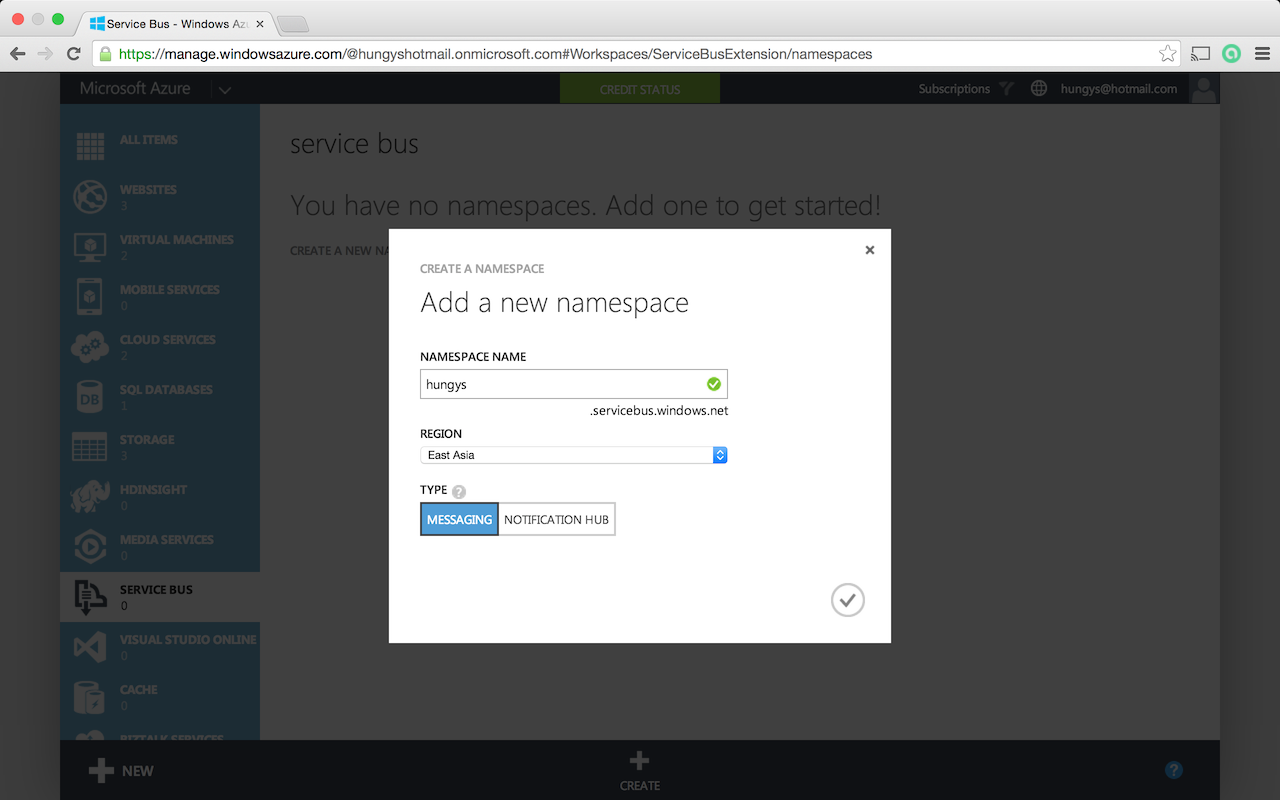 Service Bus - Windows Az
https://manage.windowsazure.com/@hungyshotmail.onmicrosoft.com#Workspaces/ServiceBusExtension/namespaces
Microsoft Azure
CREDIT STATUS
Subscriptions
hungys@hotmail.com
ALL ITEMS
WEBSITES
3
VIRTUAL MACHINES
2
MOBILE SERVICES
0
CLOUD SERVICES
2
SQL DATABASES
1
DB
STORAGE
3
HDINSIGHT
0
MEDIA SERVICES
0
SERVICE BUS
0
VISUAL STUDIO ONLINE
0
CACHE
0
BIZTALK SERVICES
service bus
You have no namespaces. Add one to get started!
CREATE A NEW NA
CREATE A NAMESPACE
Add a new namespace
NAMESPACE NAME
hungys
.servicebus.windows.net
REGION
East Asia
TYPE ?
MESSAGING NOTIFICATION HUB
NEW
CREATE
?